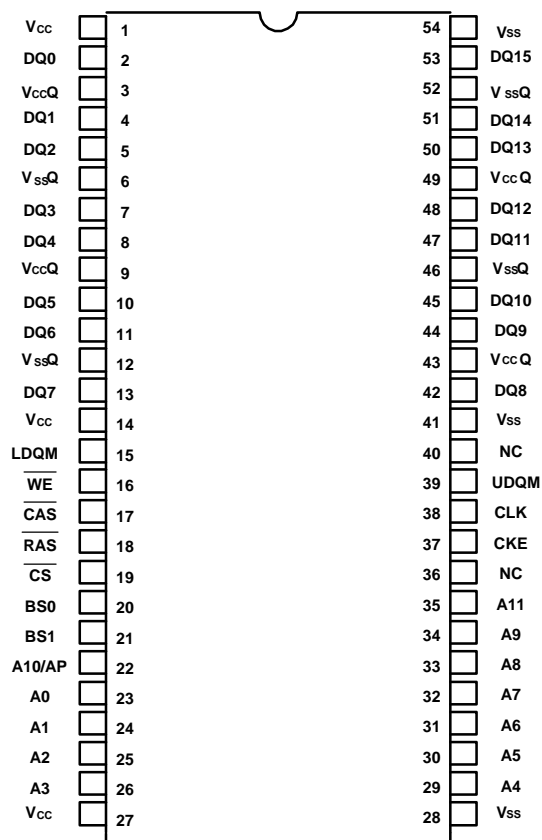 Vcc 1 54 Vss
DQ0 2 53 DQ15
VccQ 3 52 VssQ
DQ1 4 51 DQ14
DQ2 5 50 DQ13
VssQ 6 49 VccQ
DQ3 7 48 DQ12
DQ4 8 47 DQ11
VccQ 9 46 VssQ
DQ5 10 45 DQ10
DQ6 11 44 DQ9
VssQ 12 43 VccQ
DQ7 13 42 DQ8
Vcc 14 41 Vss
LDQM 15 40 NC
W̅E̅ 16 39 UDQM
C̅A̅S̅ 17 38 CLK
R̅A̅S̅ 18 37 CKE
C̅S̅ 19 36 NC
BS0 20 35 A11
BS1 21 34 A9
A10/AP 22 33 A8
A0 23 32 A7
A1 24 31 A6
A2 25 30 A5
A3 26 29 A4
Vcc 27 28 Vss